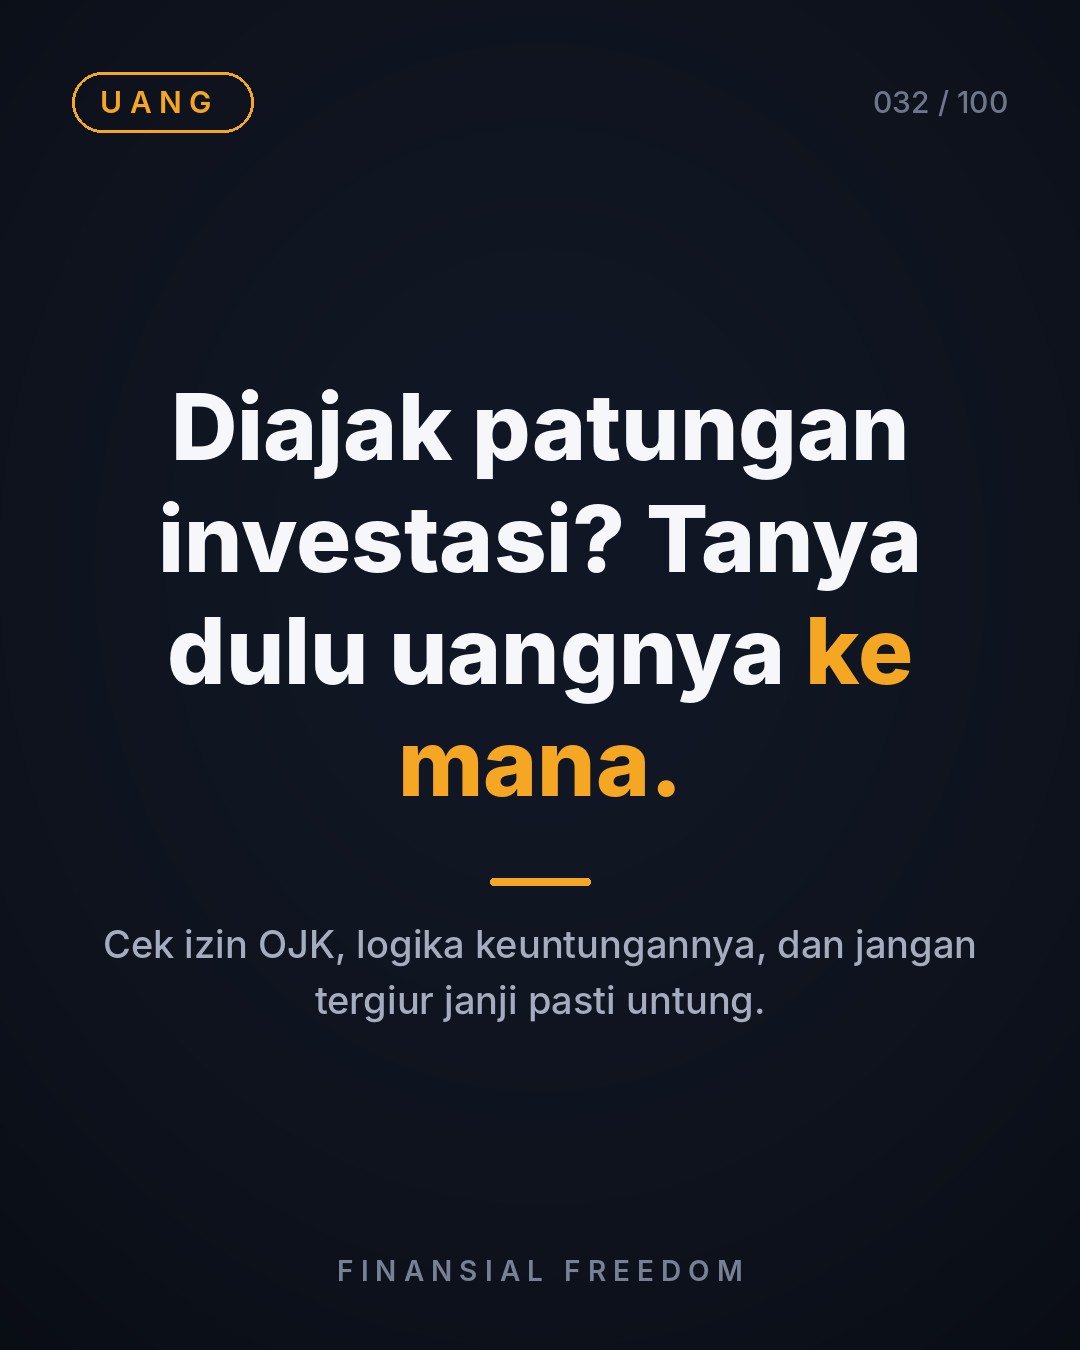 UANG
032 / 100
Diajak patungan
investasi? Tanya
dulu uangnya ke
mana.
Cek izin OJK, logika keuntungannya, dan jangan
tergiur janji pasti untung.
FINANSIAL FREEDOM